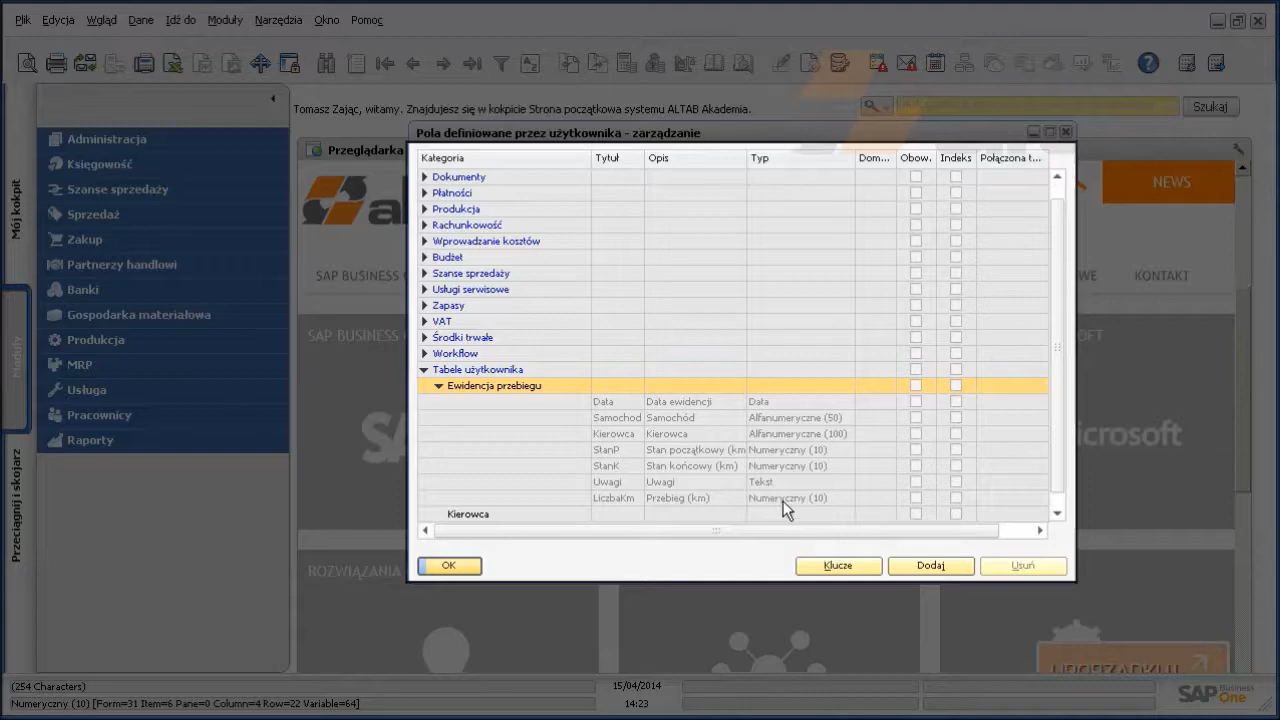 Plik Edycja Wgląd Dane Idź do Moduły Narzędzia Okno Pomoc
Tomasz Zając, witamy. Znajdujesz się w kokpicie Strona początkowa systemu ALTAB Akademia.
Szukaj
Mój kokpit
Moduły
Przeciągnij i skojarz
Administracja
Księgowość
Szanse sprzedaży
Sprzedaż
Zakup
Partnerzy handlowi
Banki
Gospodarka materiałowa
Produkcja
MRP
Usługa
Pracownicy
Raporty
Przeglądarka
NEWS
SAP BUSINESS
KONTAKT
SAP BUSINESS
Microsoft
ROZWIĄZANIA
Pola definiowane przez użytkownika - zarządzanie
Kategoria Tytuł Opis Typ Dom... Obow. Indeks Połączona t...
Dokumenty
Płatności
Produkcja
Rachunkowość
Wprowadzanie kosztów
Budżet
Szanse sprzedaży
Usługi serwisowe
Zapasy
VAT
Środki trwałe
Workflow
Tabele użytkownika
Ewidencja przebiegu
Data Data ewidencji Data
Samochod Samochód Alfanumeryczne (50)
Kierowca Kierowca Alfanumeryczne (100)
StanP Stan początkowy (km Numeryczny (10)
StanK Stan końcowy (km) Numeryczny (10)
Uwagi Uwagi Tekst
LiczbaKm Przebieg (km) Numeryczny (10)
Kierowca
OK Klucze Dodaj Usuń
(254 Characters) 15/04/2014
Numeryczny (10) [Form=31 Item=6 Pane=0 Column=4 Row=22 Variable=64] 14:23
SAP Business One